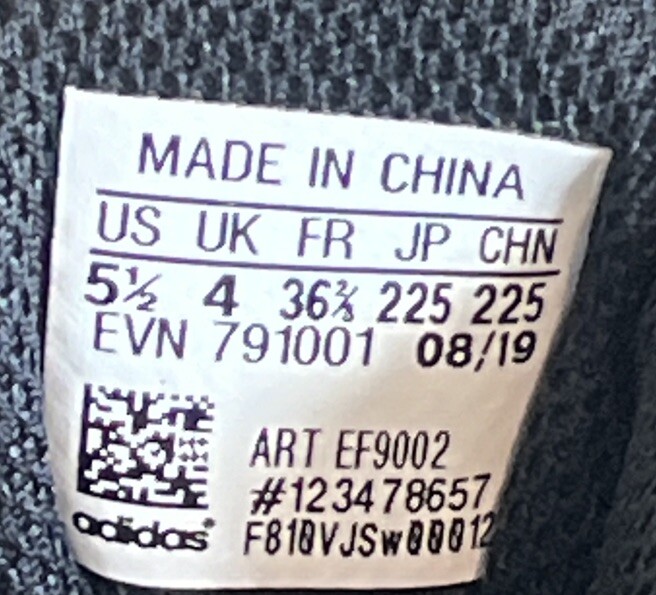 MADE IN CHINA
US UK FR JP CHN
5½ 4 36⅔ 225 225
EVN 791001 08/19
ART EF9002
#123478657
adidas
F810VJSw00012